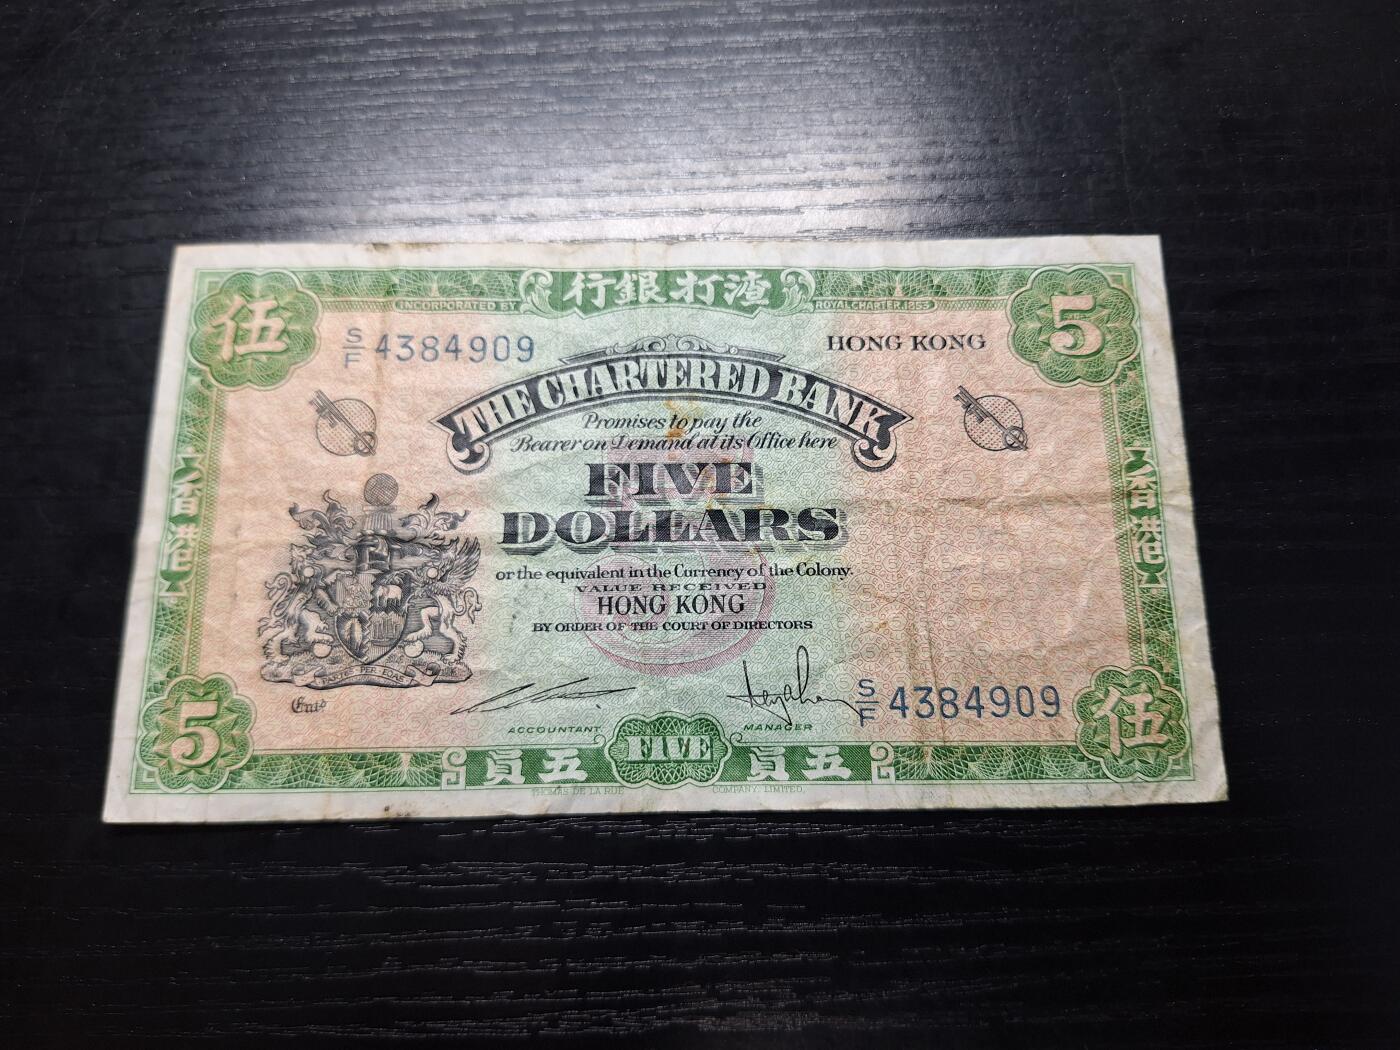 行銀打渣
INCORPORATED BY ROYAL CHARTER.1853
伍
5
S/F 4384909
HONG KONG
THE CHARTERED BANK
Promises to pay the
Bearer on Demand at its Office here
FIVE
DOLLARS
or the equivalent in the Currency of the Colony.
VALUE RECEIVED
HONG KONG
BY ORDER OF THE COURT OF DIRECTORS
香港
香港
Entd
ACCOUNTANT
MANAGER
S/F 4384909
5
伍
員五
FIVE
員五
THOMAS DE LA RUE COMPANY, LIMITED.